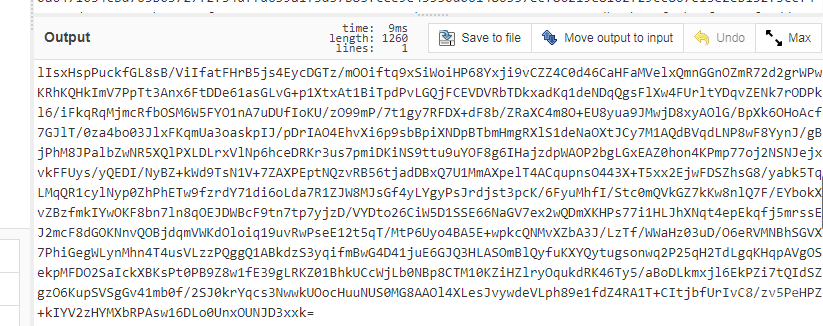 Output
time: 9ms
length: 1260
lines: 1
Save to file
Move output to input
Undo
Max
lIsxHspPuckfGL8sB/ViIfatFHrB5js4EycDGTz/mOOiftq9xSiWoiHP68Yxji9vCZZ4C0d46CaHFaMVelxQmnGGnOZmR72d2grWPw
KRhKQHkImV7PpTt3Anx6FtDDe61asGLvG+p1XtxAt1BiTpdPvLGQjFCEVDVRbTDkxadKq1deNDqQgsFlXw4FUrltYDqvZENk7rODPk
l6/iFkqRqMjmcRfbOSM6W5FYO1nA7uDUfIoKU/zO99mP/7t1gy7RFDX+dF8b/ZRaXC4m8O+EU8yua9JMwjD8xyAOlG/BpXk6OHoAcf
7GJlT/0za4bo03JlxFKqmUa3oaskpIJ/pDrIAO4EhvXi6p9sbBpiXNDpBTbmHmgRXlS1deNaOXtJCy7M1AQdBVqdLNP8wF8YynJ/gB
jPhM8JPalbZwNR5XQlPXLDLrxVlNp6hceDRKr3us7pmiDKiNS9ttu9uYOF8g6IHajzdpWAOP2bgLGxEAZ0hon4KPmp77oj2NSNJejx
vkFFUys/yQEDI/NyBZ+kWd9TsN1V+7ZAXPEptNQzvRB56tjadDBxQ7U1MmAXpelT4ACqupnsO443X+T5xx2EjwFDSZhsG8/yabk5Tq
LMqQR1cylNyp0ZhPhETw9fzrdY71di6oLda7R1ZJW8MJsGf4yLYgyPsJrdjst3pcK/6FyuMhfI/Stc0mQVkGZ7kKw8nlQ7F/EYbokX
vZBzfmkIYwOKF8bn7ln8qOEJDWBcF9tn7tp7yyjzD/VYDto26CiW5D1SSE66NaGV7ex2wQDmXKHPs77i1HLJhXNqt4epEkqfj5mrssE
J2mcF8dGOKNnvQOBjdqmVWKdOloiq19uvRwPseE12t5qT/MtP6Uyo4BA5E+wpkcQNMvXZbA3J/LzTf/WWaHz03uD/O6eRVMNBhSGVX
7PhiGegWLynMhn4T4usVLzzPQggQ1ABkdzS3yqifmBwG4D41juE6GJQ3HLASOmBlQyfuKXYQytugsonwq2P25qH2TdLgqKHqpAVgOS
ekpMFDO2SaIckXBKsPt0PB9Z8w1fE39gLRKZ01BhkUCcWjLb0NBp8CTM10KZiHZlryOqukdRK46Ty5/aBoDLkmxjl6EkPZi7tQIdSZ
gzO6KupSVSgGv41mb0f/2SJ0krYqcs3NwwkUOocHuuNUS0MG8AAOl4XLesJvywdeVLph89e1fdZ4RA1T+CItjbfUrIvC8/zv5PeHPZ
+kIYV2zHYMXbRPAsw16DLo0UnxOUNJD3xxk=